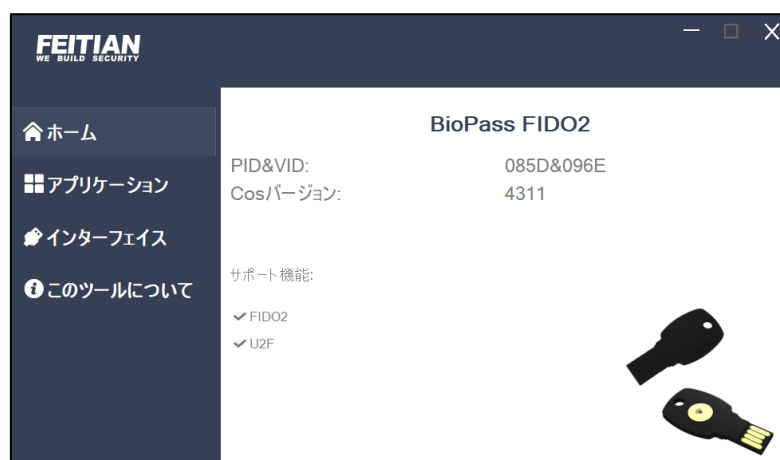 FEITIAN
WE BUILD SECURITY
ホーム
アプリケーション
インターフェイス
このツールについて
BioPass FIDO2
PID&VID: 085D&096E
Cosバージョン: 4311
サポート機能:
FIDO2
U2F